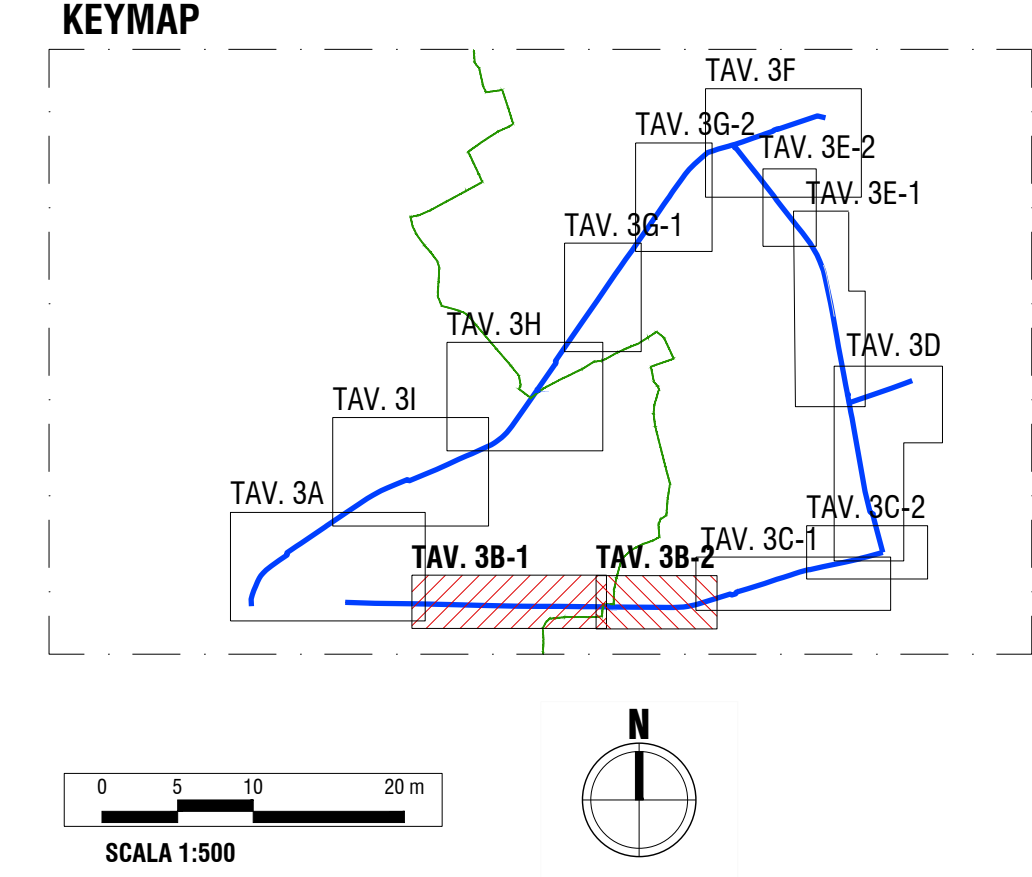 KEYMAP
TAV. 3F
TAV. 3G-2
TAV. 3E-2
TAV. 3E-1
TAV. 3G-1
TAV. 3H
TAV. 3D
TAV. 3I
TAV. 3A
TAV. 3C-2
TAV. 3C-1
TAV. 3B-1
TAV. 3B-2
N
0 5 10 20 m
SCALA 1:500